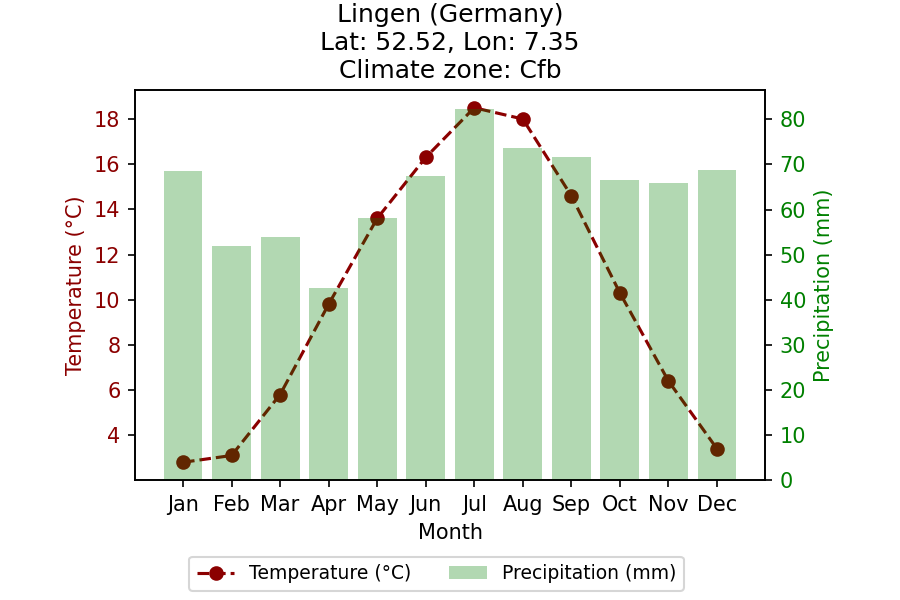 Lingen (Germany)
Lat: 52.52, Lon: 7.35
Climate zone: Cfb
Temperature (°C)
18
16
14
12
10
8
6
4
Precipitation (mm)
80
70
60
50
40
30
20
10
0
Jan Feb Mar Apr May Jun Jul Aug Sep Oct Nov Dec
Month
Temperature (°C) Precipitation (mm)